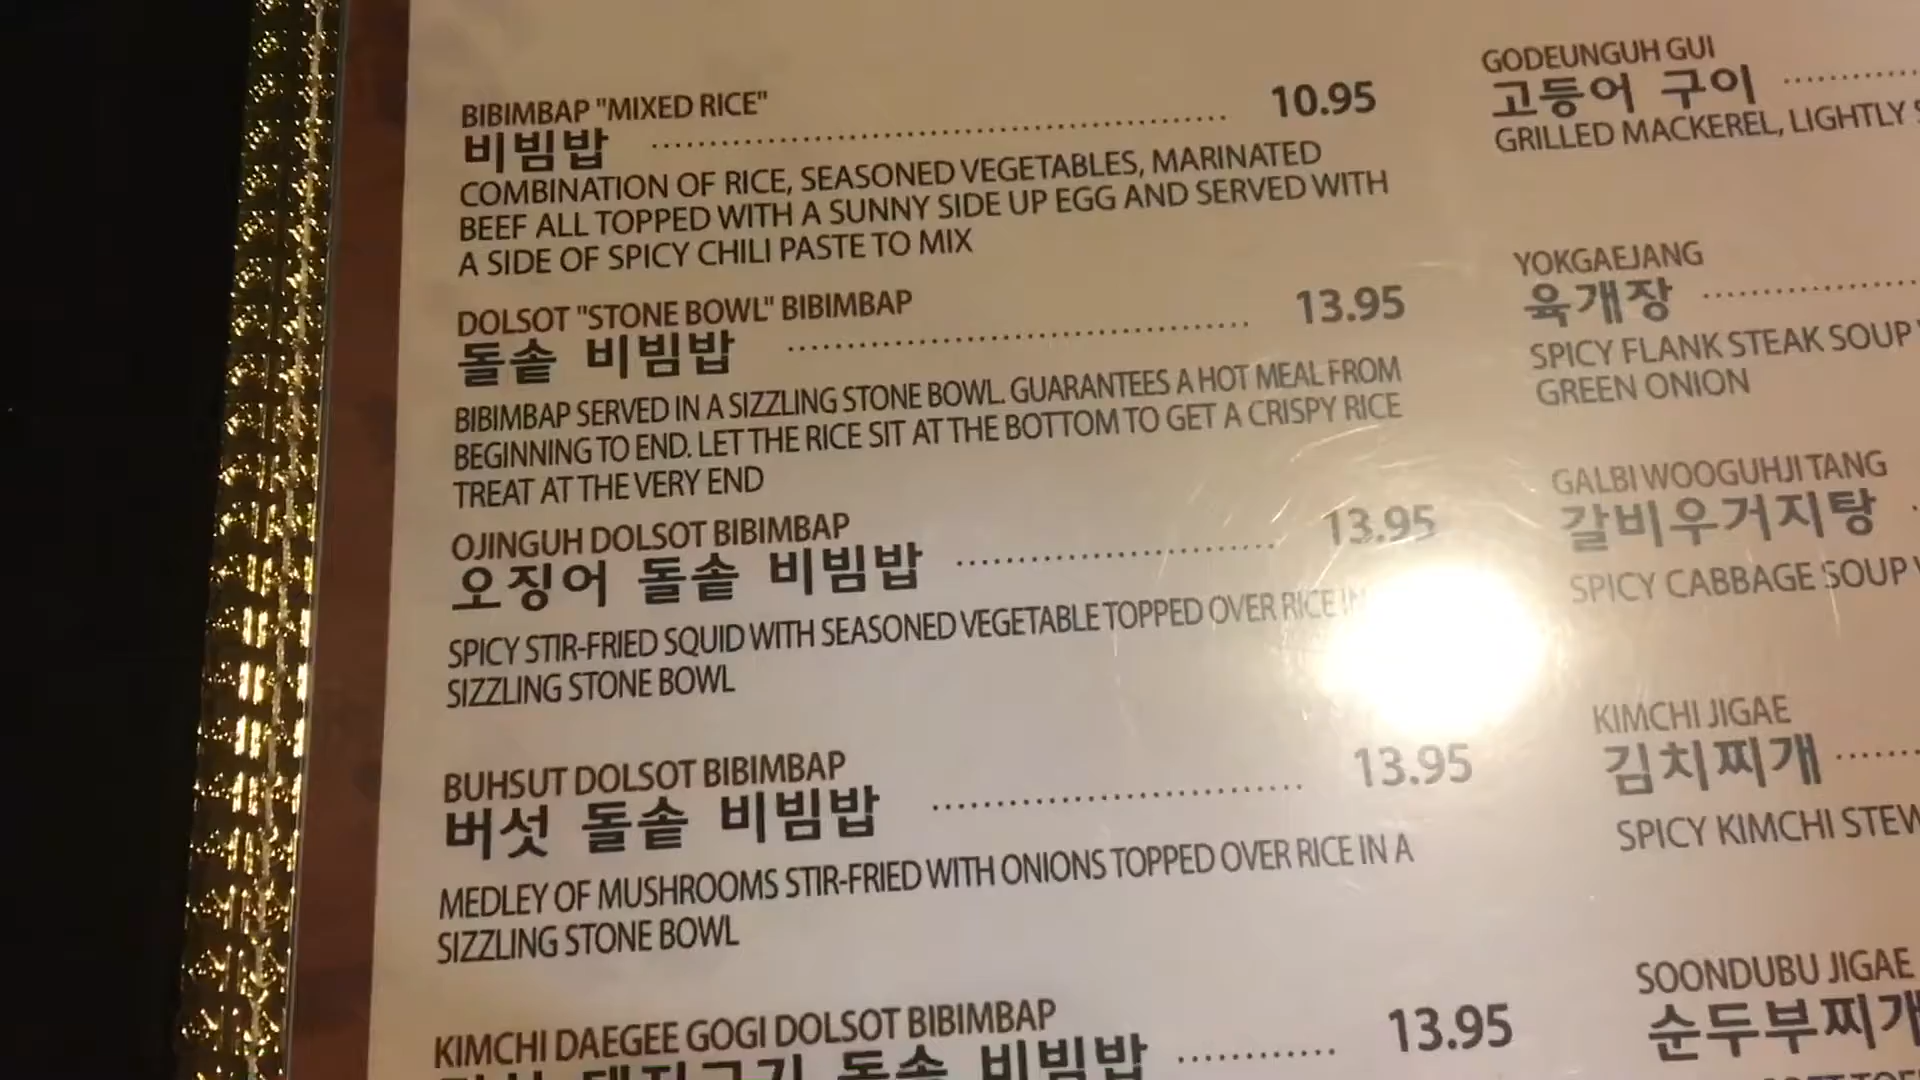 BIBIMBAP "MIXED RICE"
비빔밥 10.95
COMBINATION OF RICE, SEASONED VEGETABLES, MARINATED
BEEF ALL TOPPED WITH A SUNNY SIDE UP EGG AND SERVED WITH
A SIDE OF SPICY CHILI PASTE TO MIX
DOLSOT "STONE BOWL" BIBIMBAP
돌솥 비빔밥 13.95
BIBIMBAP SERVED IN A SIZZLING STONE BOWL. GUARANTEES A HOT MEAL FROM
BEGINNING TO END. LET THE RICE SIT AT THE BOTTOM TO GET A CRISPY RICE
TREAT AT THE VERY END
OJINGUH DOLSOT BIBIMBAP
오징어 돌솥 비빔밥 13.95
SPICY STIR-FRIED SQUID WITH SEASONED VEGETABLE TOPPED OVER RICE IN
SIZZLING STONE BOWL
BUHSUT DOLSOT BIBIMBAP
버섯 돌솥 비빔밥 13.95
MEDLEY OF MUSHROOMS STIR-FRIED WITH ONIONS TOPPED OVER RICE IN A
SIZZLING STONE BOWL
KIMCHI DAEGEE GOGI DOLSOT BIBIMBAP
돌솥 비빔밥 13.95
GODEUNGUH GUI
고등어 구이
GRILLED MACKEREL, LIGHTLY
YOKGAEJANG
육개장
SPICY FLANK STEAK SOUP
GREEN ONION
GALBI WOOGUHJI TANG
갈비우거지탕
SPICY CABBAGE SOUP
KIMCHI JIGAE
김치찌개
SPICY KIMCHI STEW
SOONDUBU JIGAE
순두부찌개